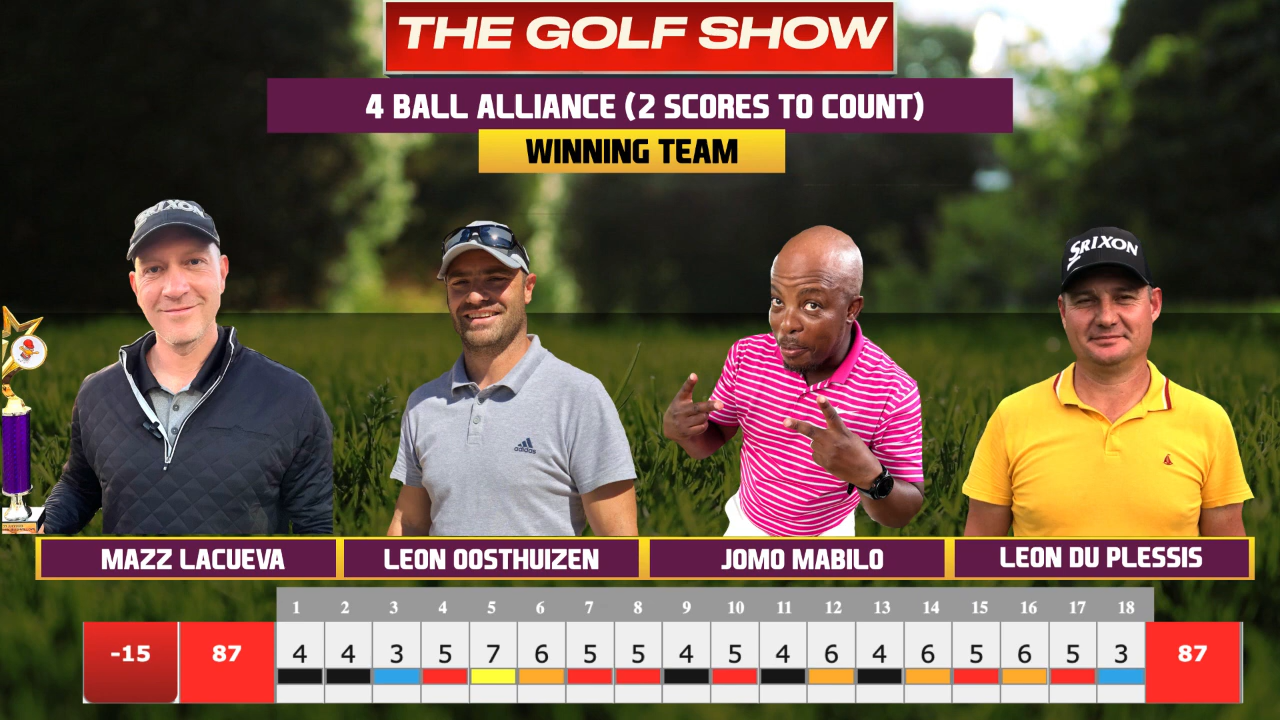 THE GOLF SHOW
4 BALL ALLIANCE (2 SCORES TO COUNT)
WINNING TEAM
SRIXON
SRIXON
adidas
MAZZ LACUEVA
LEON OOSTHUIZEN
JOMO MABILO
LEON DU PLESSIS
1 2 3 4 5 6 7 8 9 10 11 12 13 14 15 16 17 18
-15 87 4 4 3 5 7 6 5 5 4 5 4 6 4 6 5 6 5 3 87